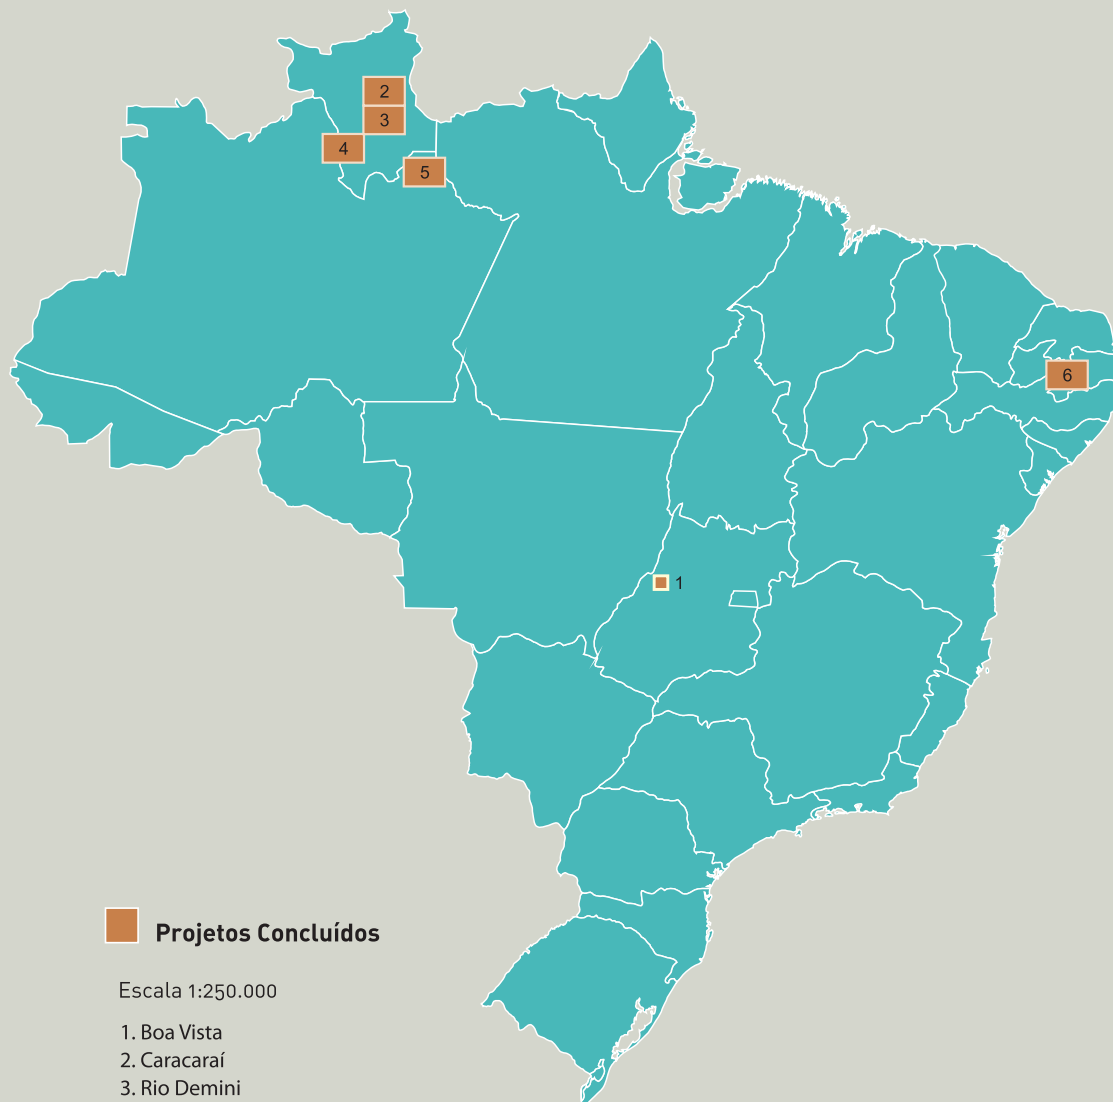 2
3
4
5
6
1
Projetos Concluídos
Escala 1:250.000
1. Boa Vista
2. Caracaraí
3. Rio Demini